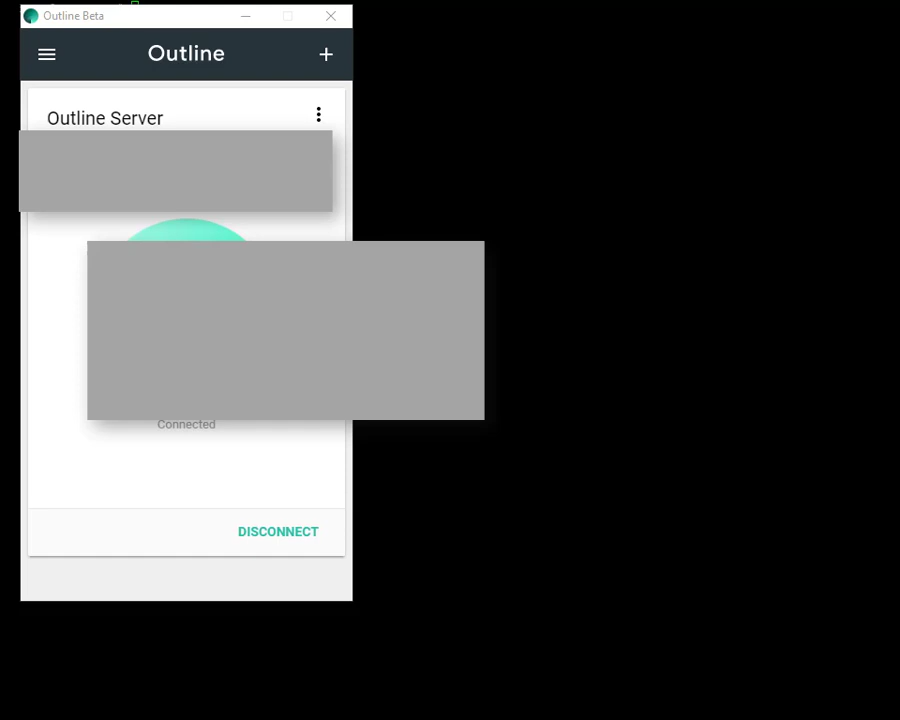 Outline Beta
Outline
Outline Server
Connected
DISCONNECT